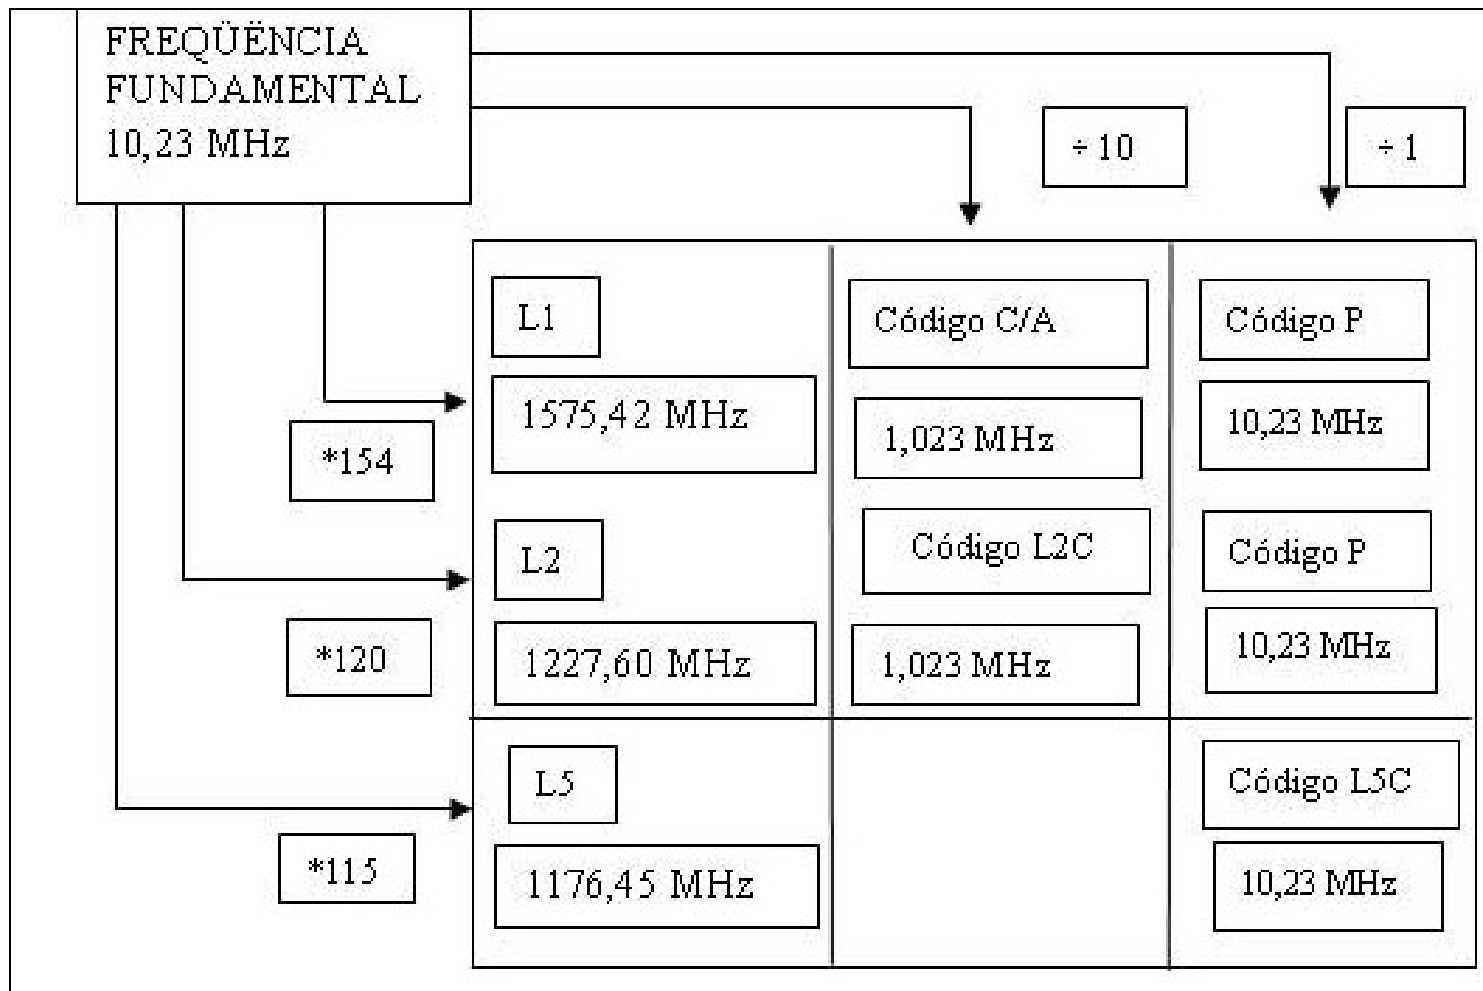 FREQÜËNCIA
FUNDAMENTAL
10,23 MHz
÷ 10
÷ 1
L1
Código C/A
Código P
1575,42 MHz
1,023 MHz
10,23 MHz
*154
L2
Código L2C
Código P
*120
1227,60 MHz
1,023 MHz
10,23 MHz
L5
Código L5C
*115
1176,45 MHz
10,23 MHz